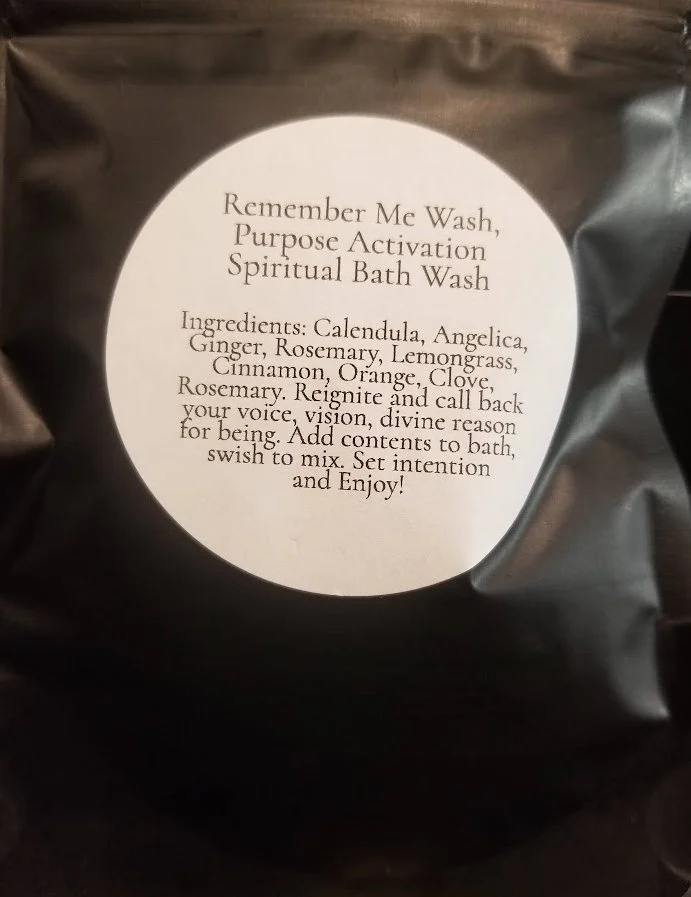 Remember Me Wash,
Purpose Activation
Spiritual Bath Wash
Ingredients: Calendula, Angelica,
Ginger, Rosemary, Lemongrass,
Cinnamon, Orange, Clove,
Rosemary. Reignite and call back
your voice, vision, divine reason
for being. Add contents to bath,
swish to mix. Set intention
and Enjoy!